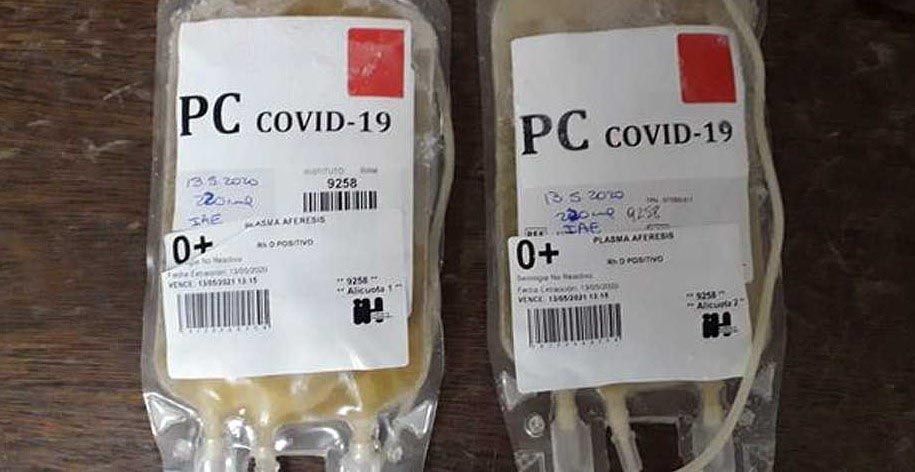 PC COVID-19
13.5.2020
220 ml
IAE
INSTITUTO
9258
PLASMA AFERESIS
0+
Rh D POSITIVO
Serologia No Reactiva
Fecha Extracción: 13/05/2020
VENCE: 13/05/2021 13:15
** 9258 **
** Alicuota 1 **
PC COVID-19
13.5.2020
220 ml 9258
IAE
PLASMA AFERESIS
0+
Rh D POSITIVO
Serologia No Reactiva
Fecha Extracción: 13/05/2020
VENCE: 13/05/2021 13:15
** 9258 **
** Alicuota 2 **